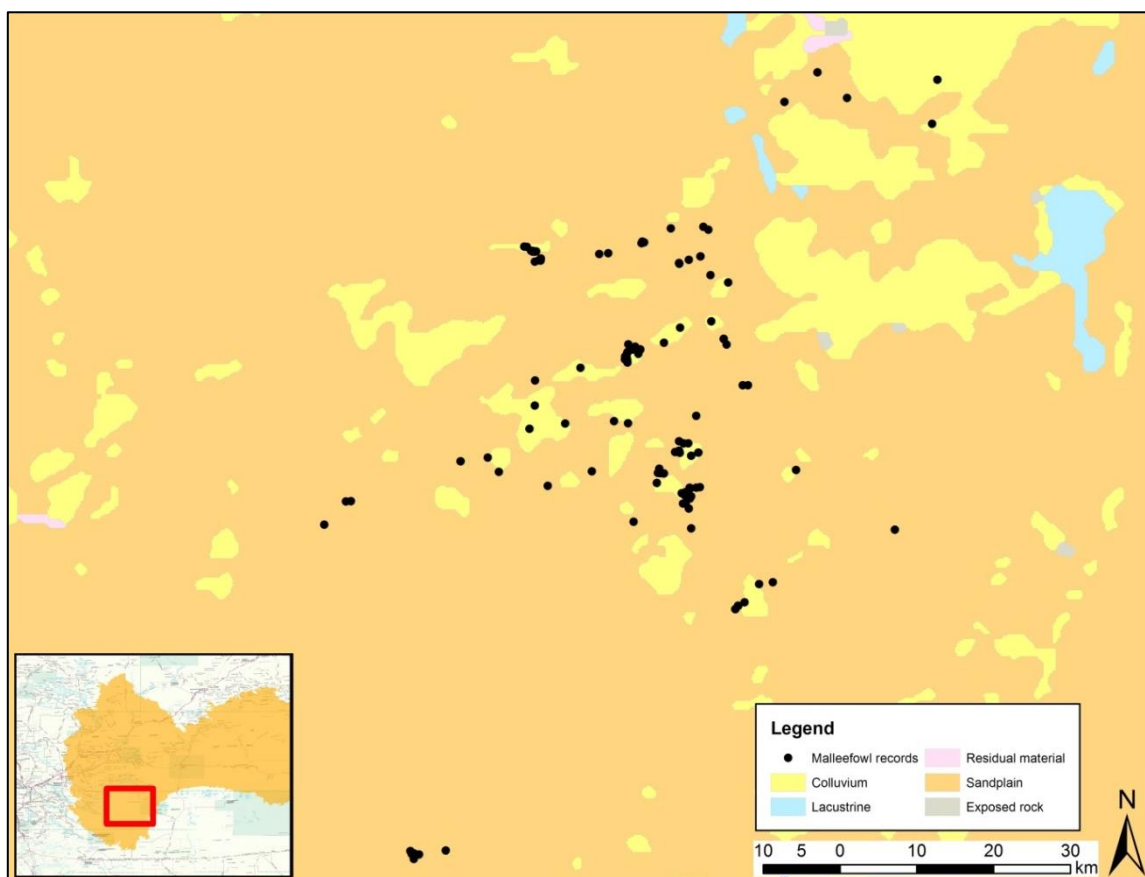 Legend
Malleefowl records
Colluvium
Lacustrine
Residual material
Sandplain
Exposed rock
N
10 5 0 10 20 30
km